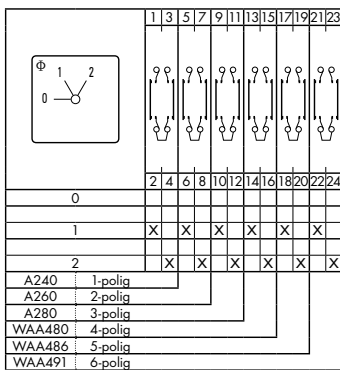 1 3 5 7 9 11 13 15 17 19 21 23
Φ
1 2
0
2 4 6 8 10 12 14 16 18 20 22 24
0
1 X X X X X X
2 X X X X X X
A240 1-polig
A260 2-polig
A280 3-polig
WAA480 4-polig
WAA486 5-polig
WAA491 6-polig